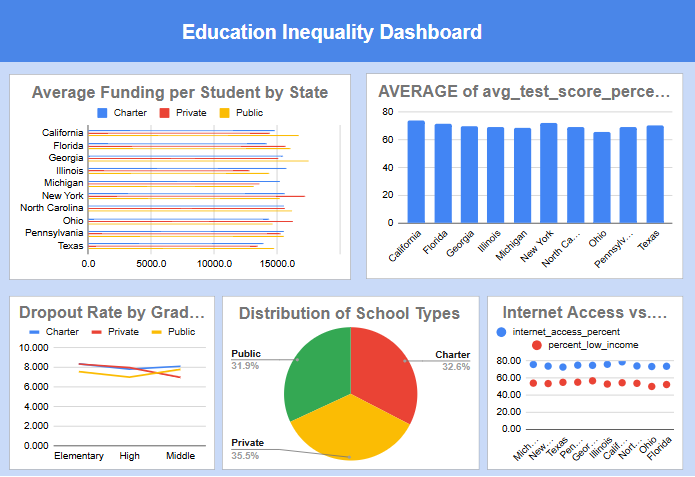 Education Inequality Dashboard
Average Funding per Student by State
Charter Private Public
California
Florida
Georgia
Illinois
Michigan
New York
North Carolina
Ohio
Pennsylvania
Texas
0.0 5000.0 10000.0 15000.0
AVERAGE of avg_test_score_perce...
80
60
40
20
0
California Florida Georgia Illinois Michigan New York North Ca... Ohio Pennsylv... Texas
Dropout Rate by Grad...
Charter Private Public
10.000
8.000
6.000
4.000
2.000
0.000
Elementary High Middle
Distribution of School Types
Public
31.9%
Charter
32.6%
Private
35.5%
Internet Access vs....
internet_access_percent
percent_low_income
80.00
60.00
40.00
20.00
0.00
Mich... New... Texas Pen... Geor... Illinois Calif... Nort... Ohio Florida